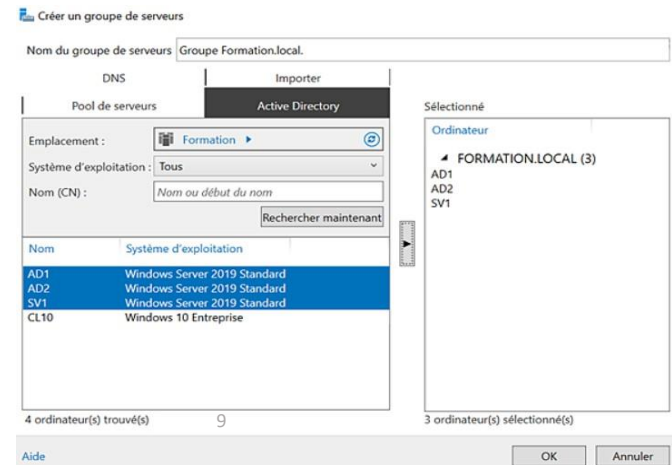 Créer un groupe de serveurs
Nom du groupe de serveurs Groupe Formation.local.
DNS Importer
Pool de serveurs Active Directory
Emplacement : Formation
Système d'exploitation : Tous
Nom (CN) : Nom ou début du nom
Rechercher maintenant
Nom Système d'exploitation
AD1 Windows Server 2019 Standard
AD2 Windows Server 2019 Standard
SV1 Windows Server 2019 Standard
CL10 Windows 10 Entreprise
4 ordinateur(s) trouvé(s) 9
Sélectionné
Ordinateur
FORMATION.LOCAL (3)
AD1
AD2
SV1
3 ordinateur(s) sélectionné(s)
Aide OK Annuler